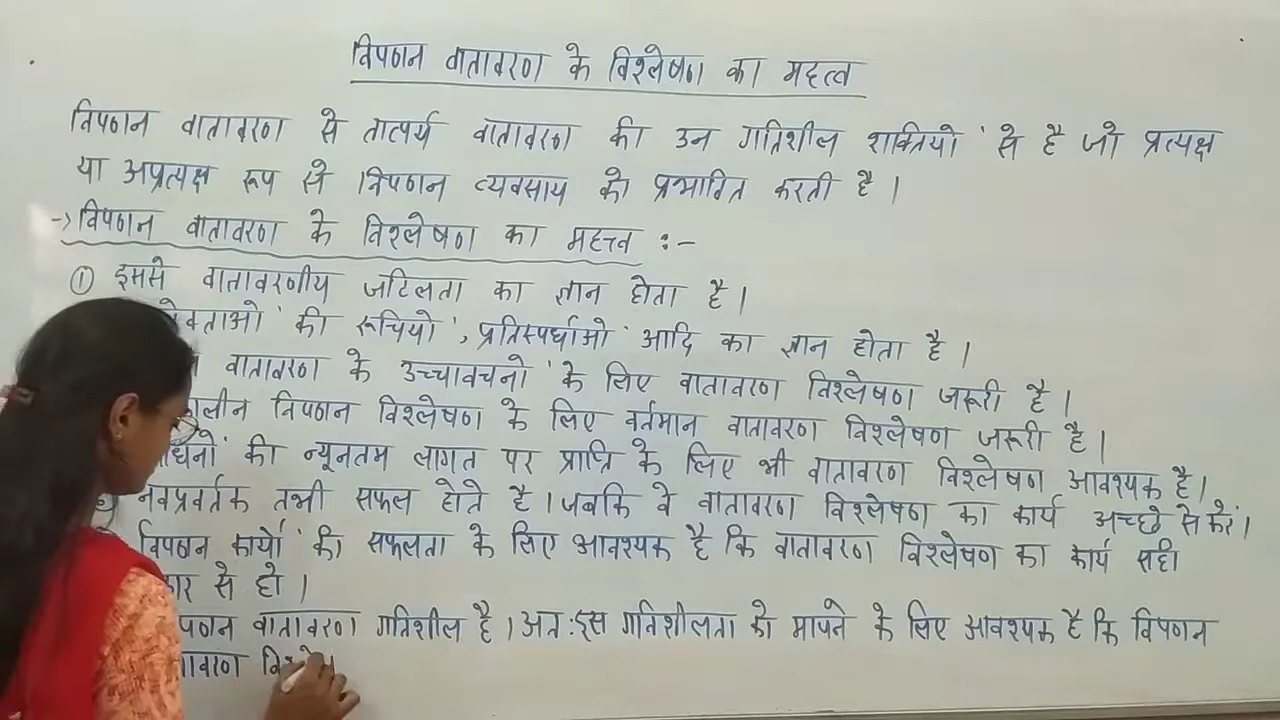 विपणन वातावरण के विश्लेषण का महत्व
विपणन वातावरण से तात्पर्य वातावरण की उन गतिशील शक्तियों से है जो प्रत्यक्ष
या अप्रत्यक्ष रूप से विपणन व्यवसाय को प्रभावित करती है।
→विपणन वातावरण के विश्लेषण का महत्त्व :-
① इससे वातावरणीय जटिलता का ज्ञान होता है।
की रूचियों, प्रतिस्पर्धाओं आदि का ज्ञान होता है।
वातावरण के उच्चावचनों के लिए वातावरण विश्लेषण जरूरी है।
विपणन विश्लेषण के लिए वर्तमान वातावरण विश्लेषण जरूरी है।
की न्यूनतम लागत पर प्राप्ति के लिए भी वातावरण विश्लेषण आवश्यक है।
नवप्रवर्तक तभी सफल होते है। जबकि वे वातावरण विश्लेषण का कार्य अच्छे से करें।
विपणन कार्यों की सफलता के लिए आवश्यक है कि वातावरण विश्लेषण का कार्य सही
से हो।
वातावरण गतिशील है। अत: इस गतिशीलता को मापने के लिए आवश्यक है कि विपणन